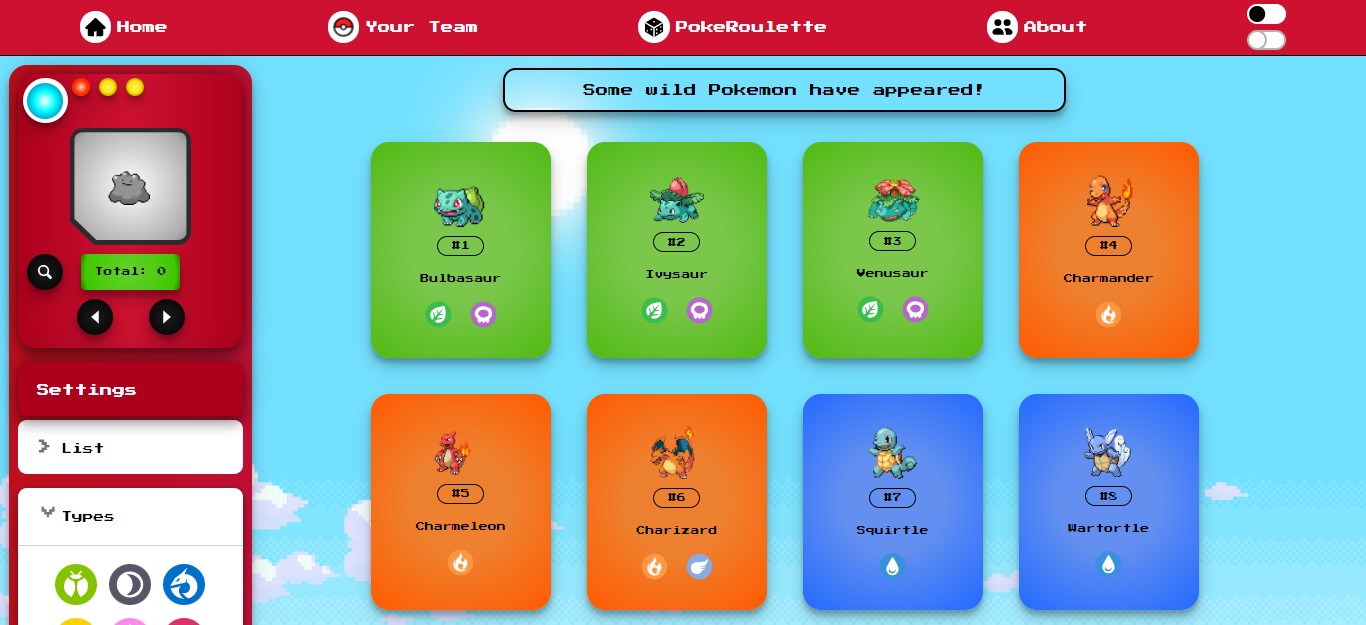 Home
Your Team
PokeRoulette
About
Some wild Pokemon have appeared!
Total: 0
Settings
List
Types
#1
Bulbasaur
#2
Ivysaur
#3
Venusaur
#4
Charmander
#5
Charmeleon
#6
Charizard
#7
Squirtle
#8
Wartortle